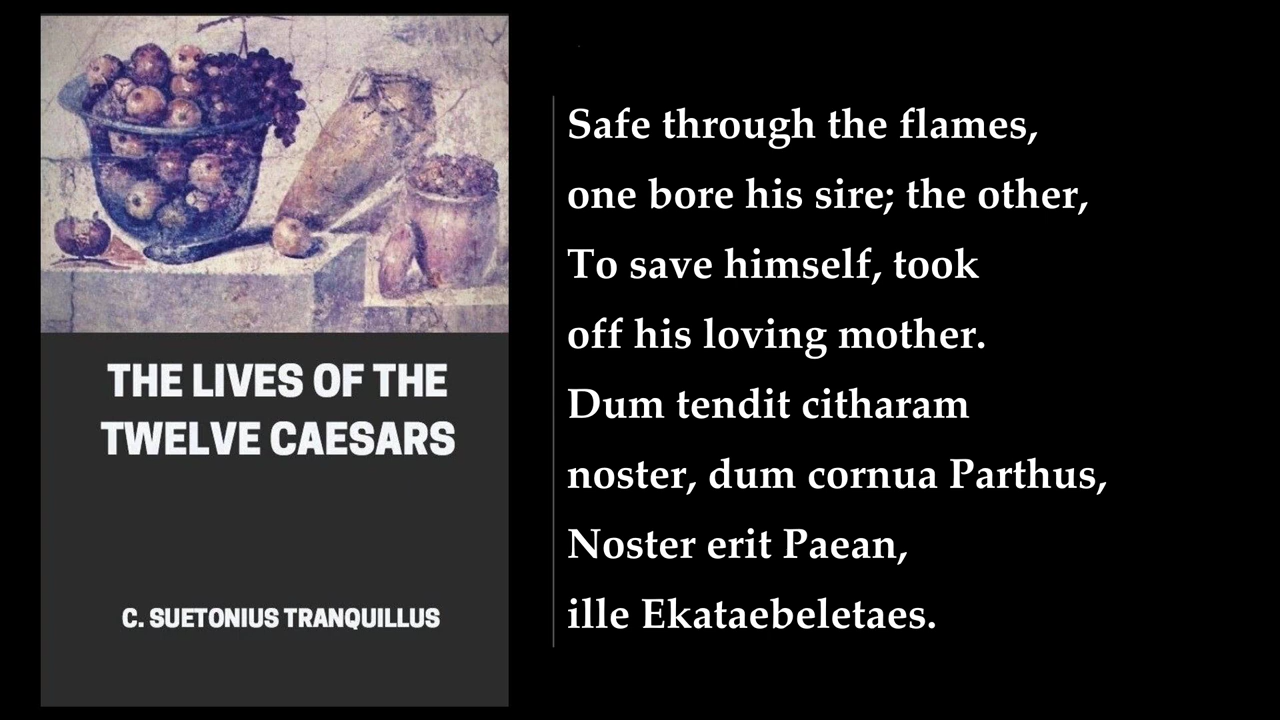 THE LIVES OF THE
TWELVE CAESARS
C. SUETONIUS TRANQUILLUS
Safe through the flames,
one bore his sire; the other,
To save himself, took
off his loving mother.
Dum tendit citharam
noster, dum cornua Parthus,
Noster erit Paean,
ille Ekataebeletaes.